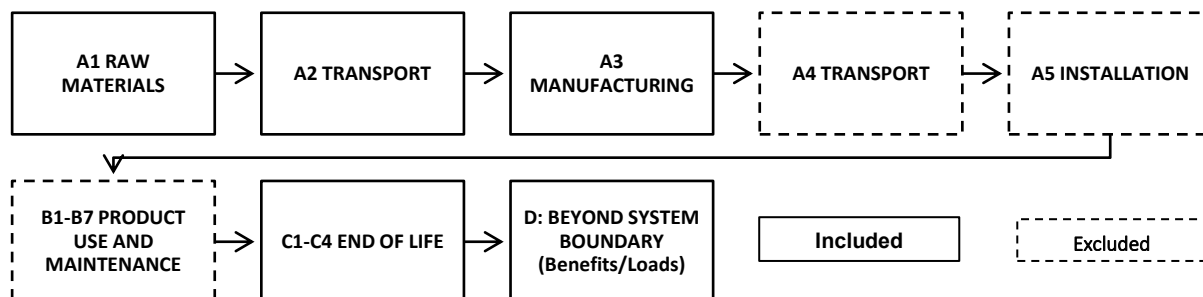 A1 RAW
MATERIALS
A2 TRANSPORT
A3
MANUFACTURING
A4 TRANSPORT
A5 INSTALLATION
B1-B7 PRODUCT
USE AND
MAINTENANCE
C1-C4 END OF LIFE
D: BEYOND SYSTEM
BOUNDARY
(Benefits/Loads)
Included
Excluded